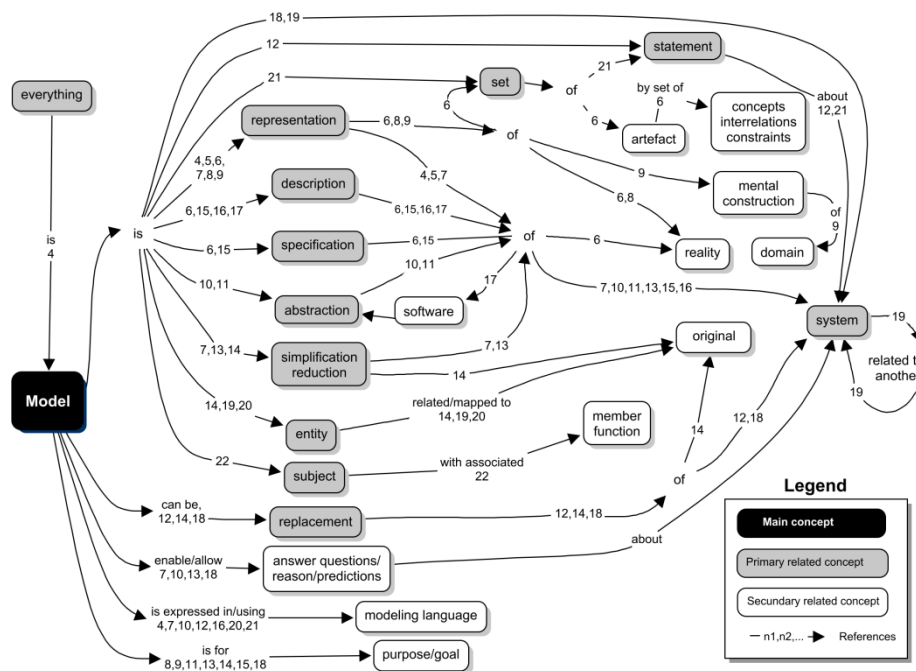 18,19
12
statement
21
21
everything
set
of
about
12,21
by set of
6
concepts
interrelations
constraints
6
representation
6,8,9
of
6
artefact
4,5,6,
7,8,9
9
mental
construction
description
4,5,7
6,8
of
9
6,15,16,17
6,15,16,17
is
specification
of
6
reality
domain
6,15
6,15
is
4
10,11
17
7,10,11,13,15,16
10,11
abstraction
software
system
19
original
7,13,14
simplification
reduction
7,13
related t
anothe
14
19
Model
related/mapped to
14,19,20
14,19,20
member
function
12,18
entity
14
22
subject
with associated
22
of
Legend
can be,
12,14,18
replacement
12,14,18
Main concept
about
enable/allow
7,10,13,18
answer questions/
reason/predictions
Primary related concept
is expressed in/using
4,7,10,12,16,20,21
modeling language
Secundary related concept
is for
8,9,11,13,14,15,18
purpose/goal
n1,n2,...
References